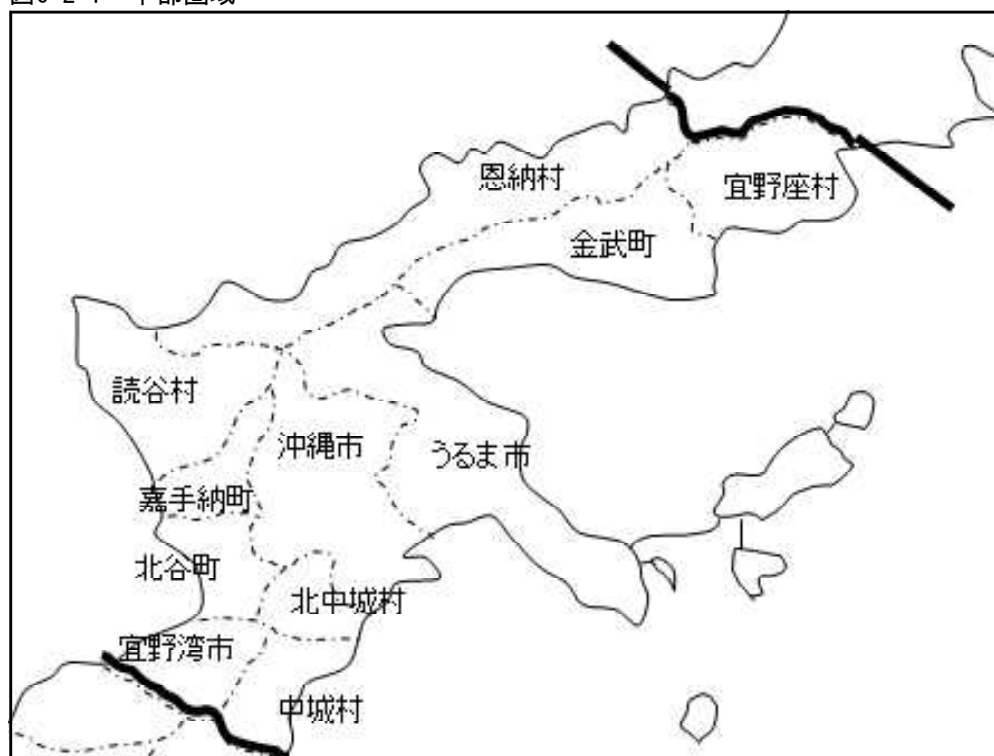 恩納村
宜野座村
金武町
読谷村
沖縄市
うるま市
嘉手納町
北谷町
北中城村
宜野湾市
中城村